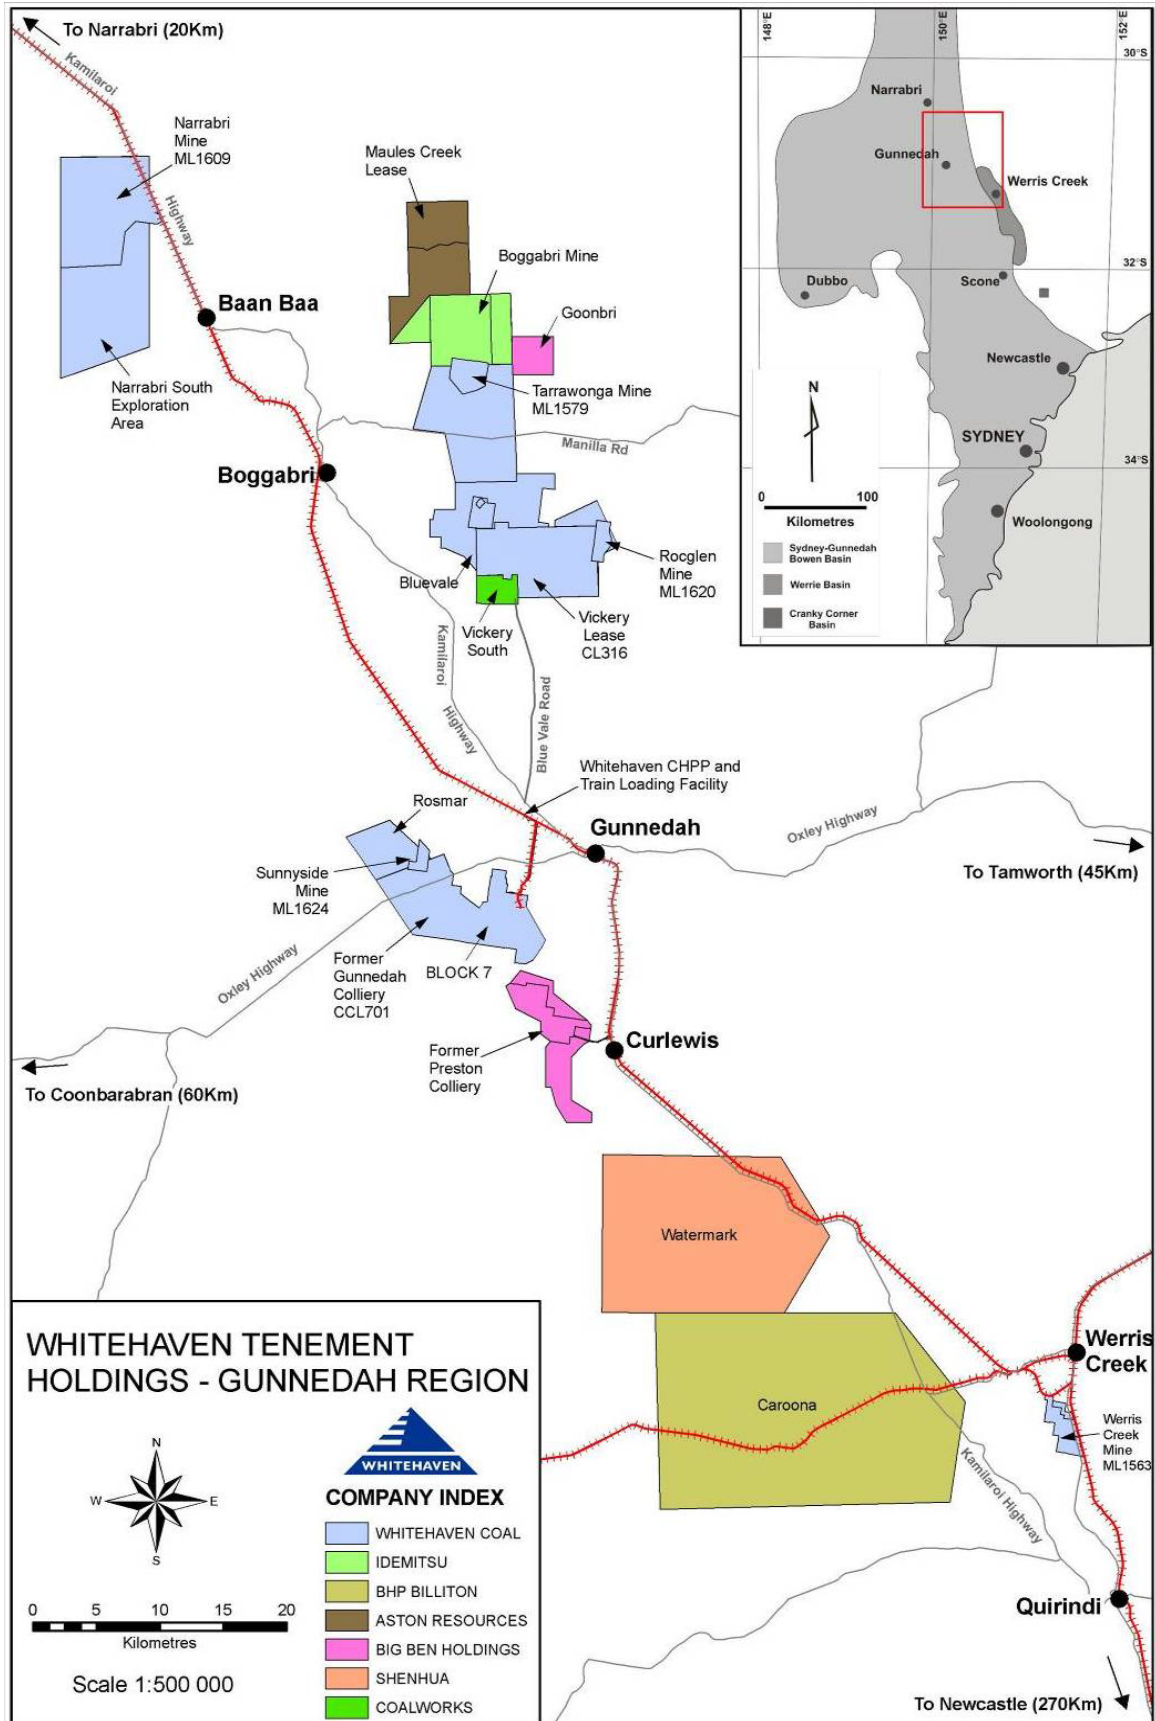 To Narrabri (20Km)
Kamilaroi
Highway
Narrabri
Mine
ML1609
Maules Creek
Lease
Boggabri Mine
Goonbri
Baan Baa
Narrabri South
Exploration
Area
Tarrawonga Mine
ML1579
Manilla Rd
Boggabri
Bluevale
Rocglen
Mine
ML1620
Vickery
South
Vickery
Lease
CL316
Kamilaroi
Highway
Blue Vale Road
148°E
150°E
152°E
30°S
Narrabri
Gunnedah
Werris Creek
32°S
Dubbo
Scone
Newcastle
N
SYDNEY
34°S
0 100
Kilometres
Woolongong
Sydney-Gunnedah
Bowen Basin
Werrie Basin
Cranky Corner
Basin
Whitehaven CHPP and
Train Loading Facility
Rosmar
Gunnedah
Oxley Highway
To Tamworth (45Km)
Sunnyside
Mine
ML1624
Former
Gunnedah
Colliery
CCL701
BLOCK 7
Oxley Highway
Former
Preston
Colliery
Curlewis
To Coonbarabran (60Km)
Watermark
Caroona
Werris
Creek
Werris
Creek
Mine
ML1563
Kamilaroi Highway
Quirindi
To Newcastle (270Km)
WHITEHAVEN TENEMENT
HOLDINGS - GUNNEDAH REGION
N
W E
S
WHITEHAVEN
COMPANY INDEX
WHITEHAVEN COAL
IDEMITSU
BHP BILLITON
ASTON RESOURCES
BIG BEN HOLDINGS
SHENHUA
COALWORKS
0 5 10 15 20
Kilometres
Scale 1:500 000